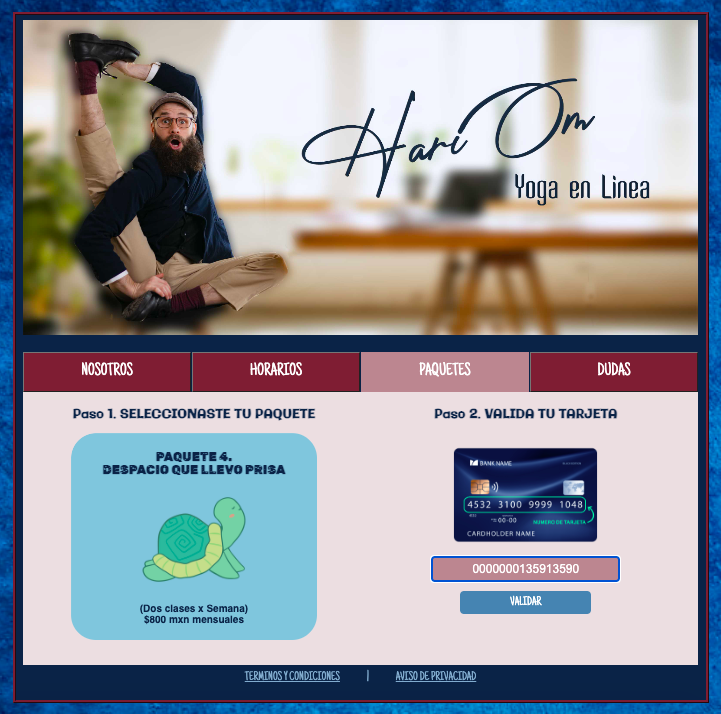 Hari Om
Yoga en Linea
NOSOTROS
HORARIOS
PAQUETES
DUDAS
Paso 1. SELECCIONASTE TU PAQUETE
PAQUETE 4.
DESPACIO QUE LLEVO PRISA
(Dos clases x Semana)
$800 mxn mensuales
Paso 2. VALIDA TU TARJETA
BANK NAME
4532 3100 9999 1048
00-00
NUMERO DE TARJETA
CARDHOLDER NAME
0000000135913590
VALIDAR
TERMINOS Y CONDICIONES | AVISO DE PRIVACIDAD